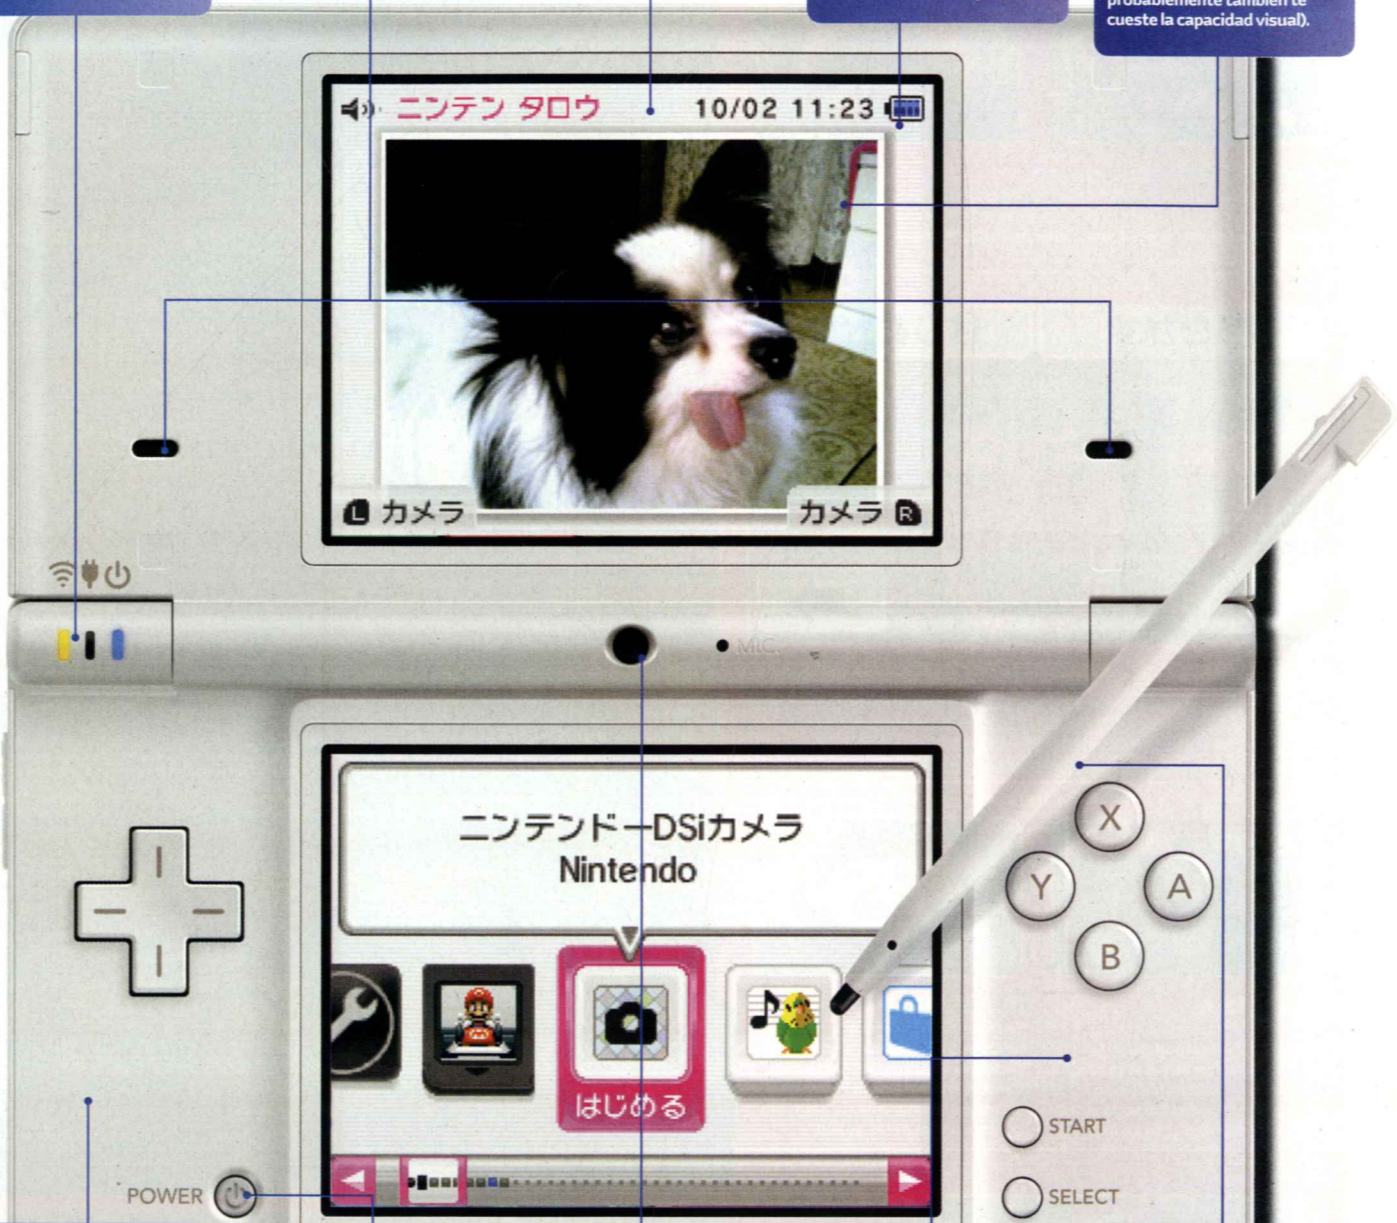 probablemente también te
cueste la capacidad visual).
ニンテン タロウ 10/02 11:23
L カメラ カメラ R
MIC.
ニンテンドーDSiカメラ
Nintendo
X
Y A
B
はじめる
START
POWER
SELECT